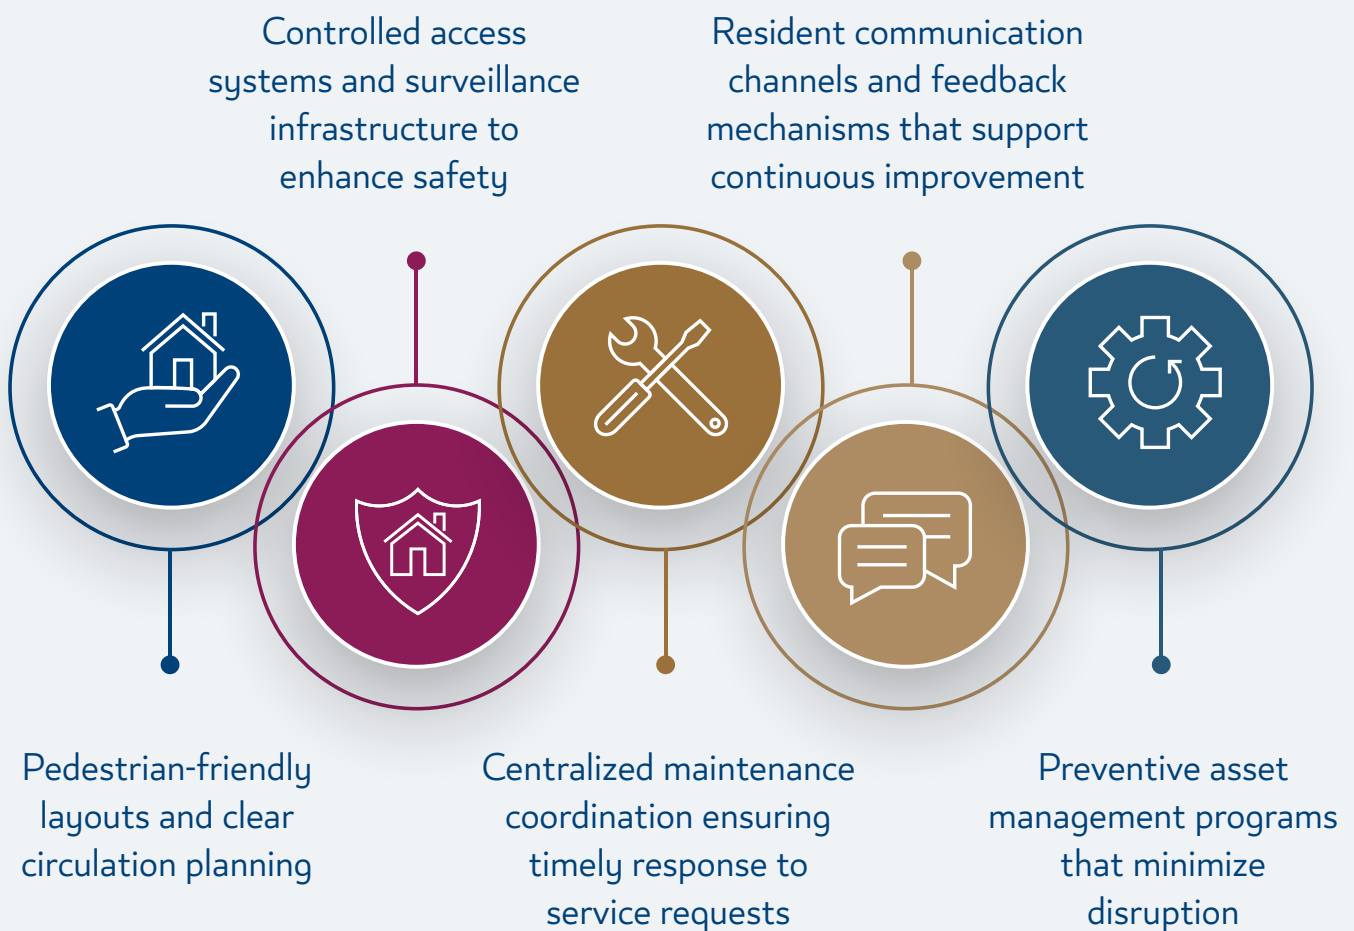 Controlled access
systems and surveillance
infrastructure to
enhance safety
Resident communication
channels and feedback
mechanisms that support
continuous improvement
Pedestrian-friendly
layouts and clear
circulation planning
Centralized maintenance
coordination ensuring
timely response to
service requests
Preventive asset
management programs
that minimize
disruption